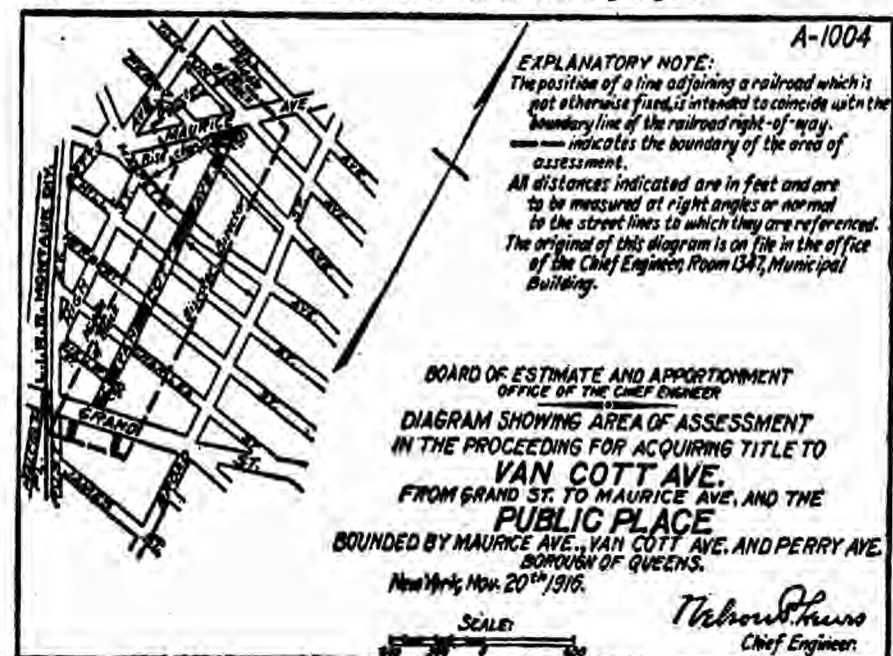 A-1004
EXPLANATORY NOTE:
The position of a line adjoining a railroad which is
not otherwise fixed, is intended to coincide with the
boundary line of the railroad right-of-way.
indicates the boundary of the area of
assessment.
All distances indicated are in feet and are
to be measured at right angles or normal
to the street lines to which they are referenced.
The original of this diagram is on file in the office
of the Chief Engineer, Room 1347, Municipal
Building.
BOARD OF ESTIMATE AND APPORTIONMENT
OFFICE OF THE CHIEF ENGINEER
DIAGRAM SHOWING AREA OF ASSESSMENT
IN THE PROCEEDING FOR ACQUIRING TITLE TO
VAN COTT AVE.
FROM GRAND ST. TO MAURICE AVE. AND THE
PUBLIC PLACE
BOUNDED BY MAURICE AVE., VAN COTT AVE. AND PERRY AVE.
BOROUGH OF QUEENS.
New York, Nov. 20th 1916.
SCALE:
Chief Engineer.
MAURICE AVE.
L.I.R.R. MONTAUK DIV.
GRAND
ST.
AVE.
AVE.
AVE.
AVE.
ST.
ST.
ST.